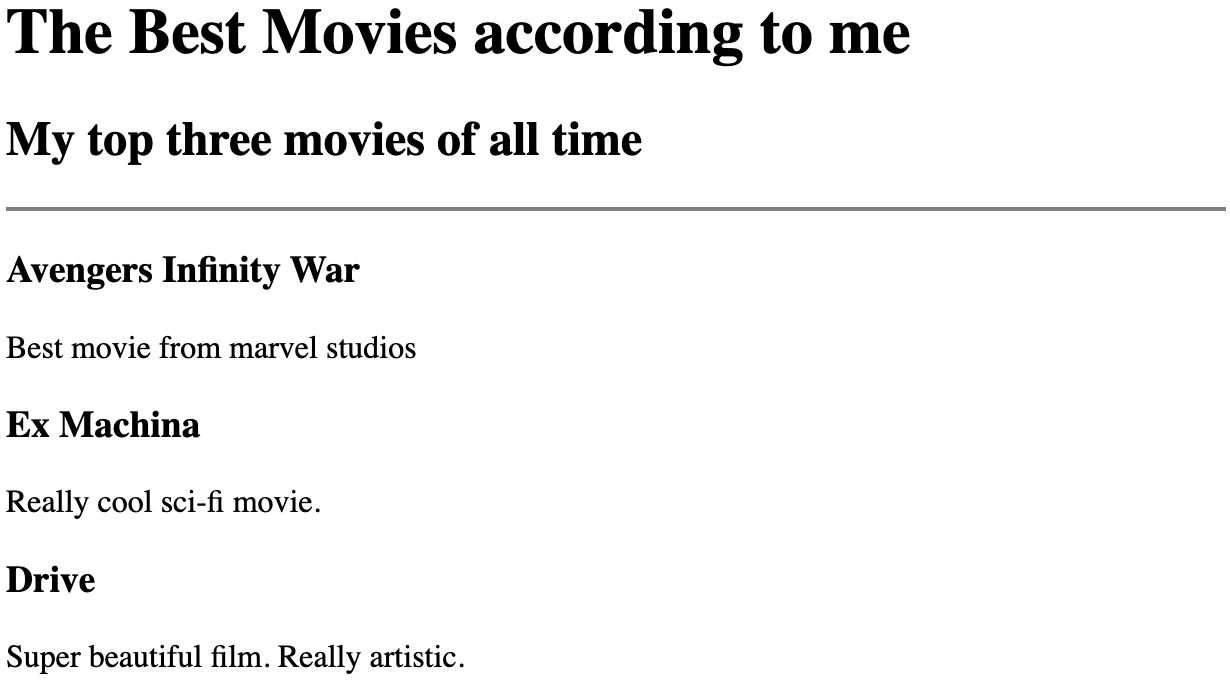 The Best Movies according to me
My top three movies of all time
Avengers Infinity War
Best movie from marvel studios
Ex Machina
Really cool sci-fi movie.
Drive
Super beautiful film. Really artistic.